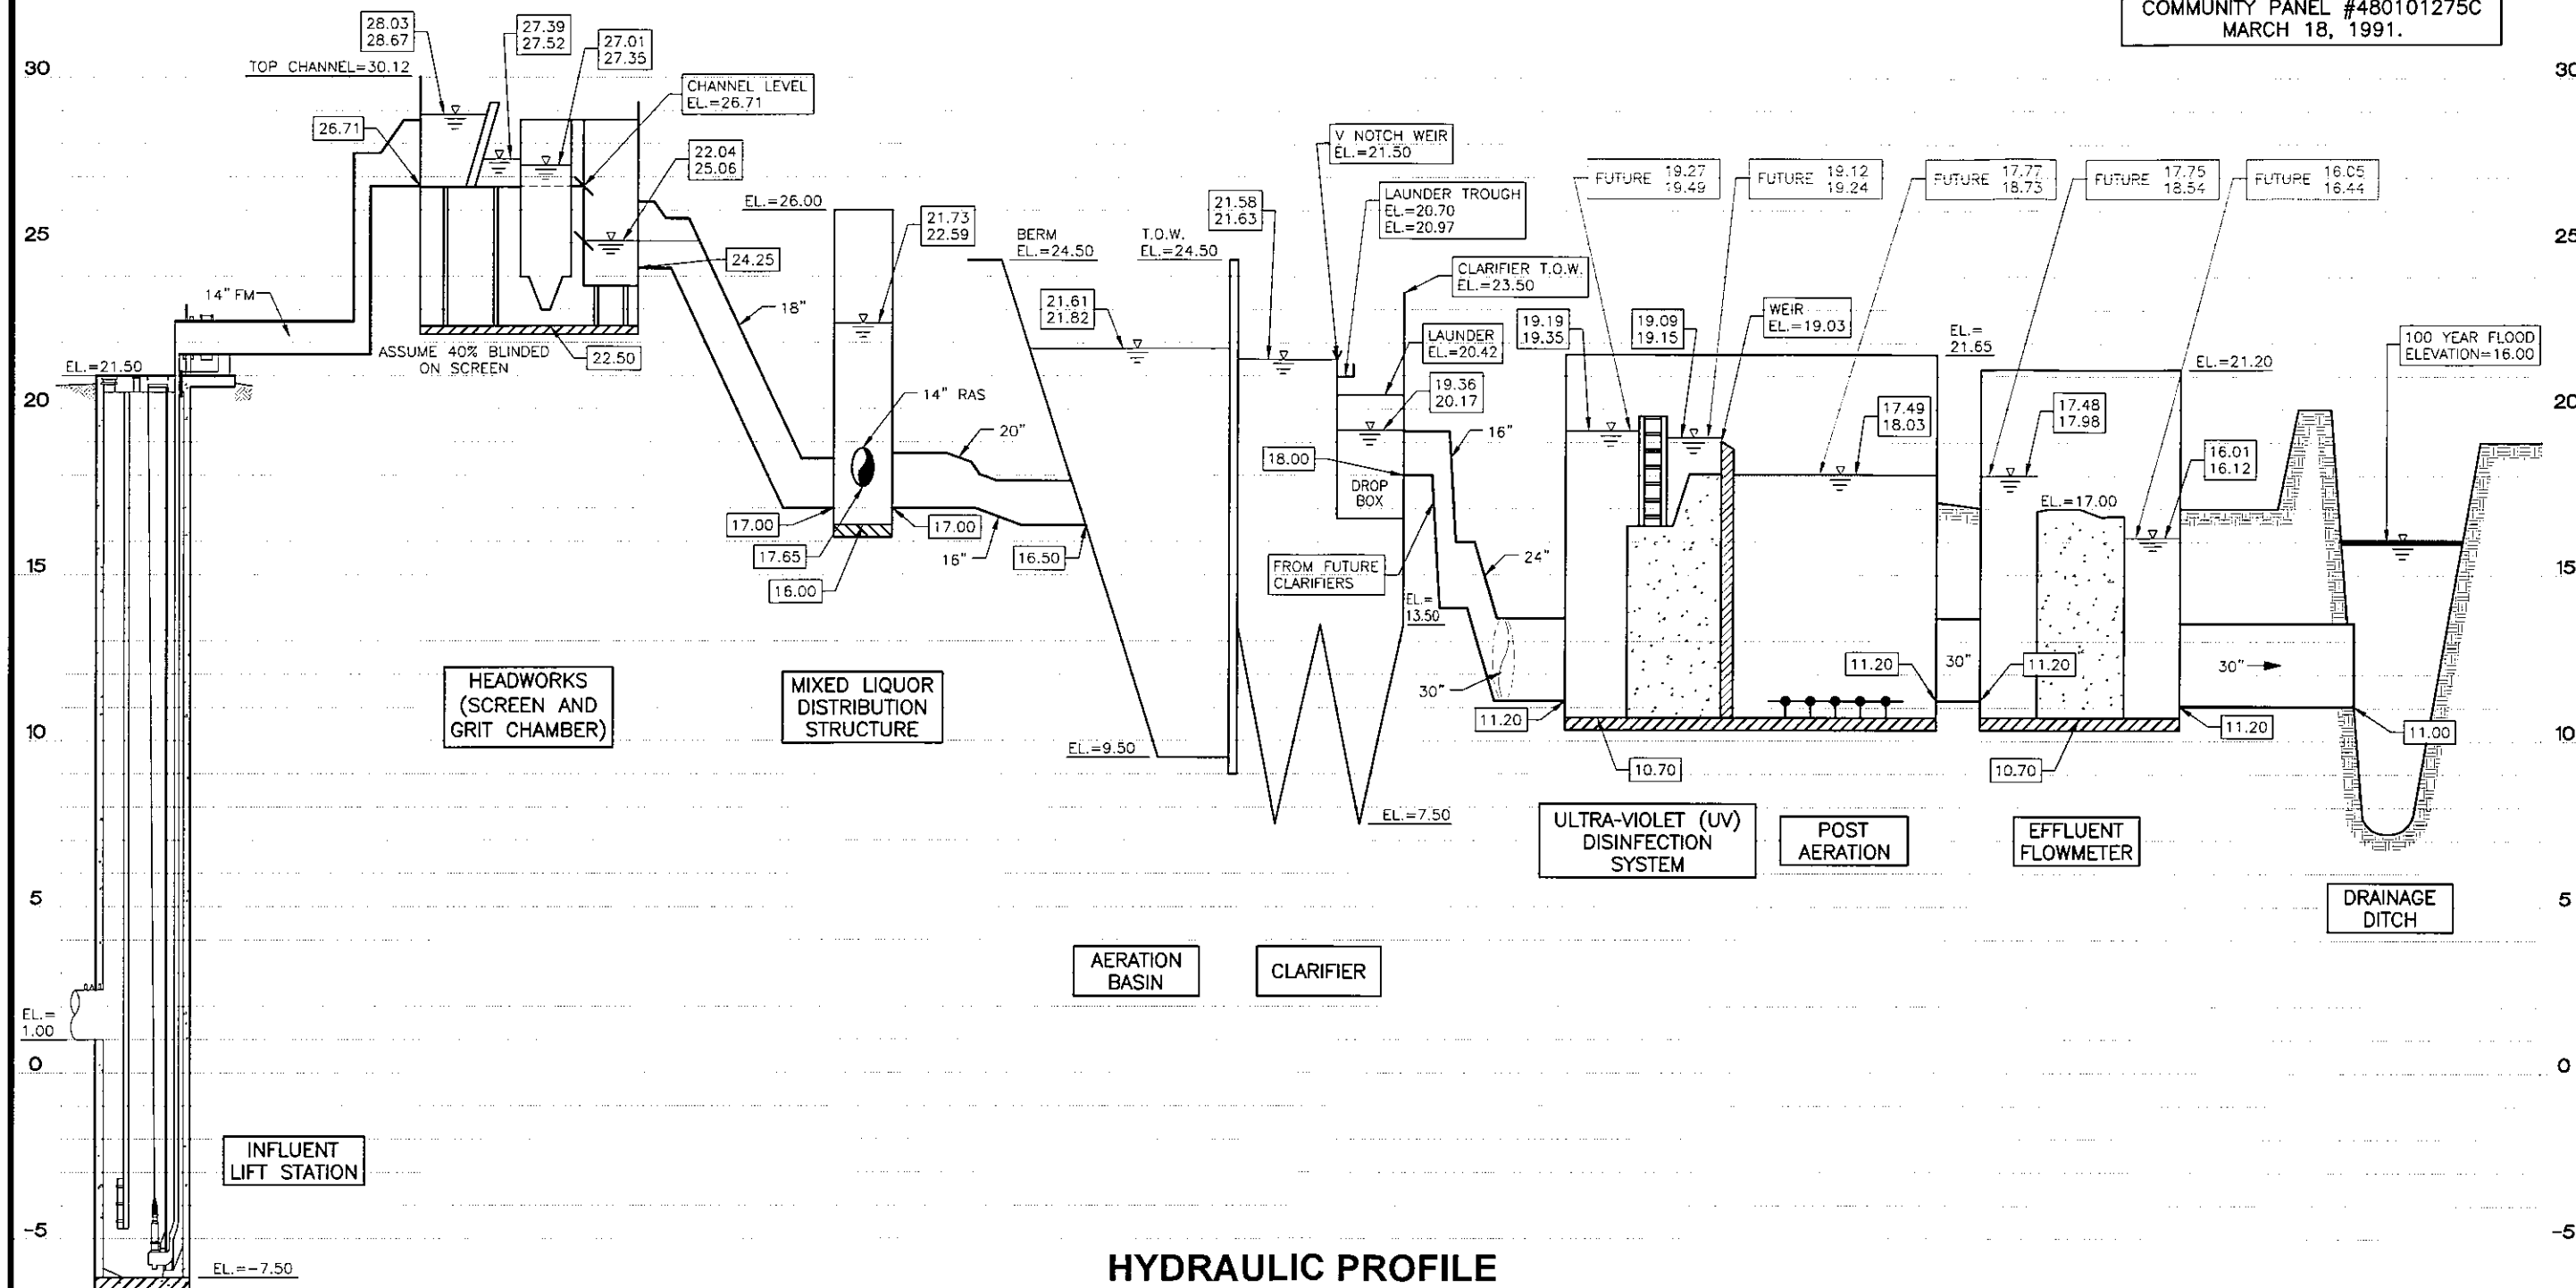 COMMUNITY PANEL #480101275C
MARCH 18, 1991.
30
25
20
15
10
5
0
-5
30
25
20
15
10
5
0
-5
TOP CHANNEL=30.12
28.03
28.67
27.39
27.52
27.01
27.35
CHANNEL LEVEL
EL.=26.71
26.71
22.04
25.06
24.25
14" FM
18"
ASSUME 40% BLINDED
ON SCREEN
22.50
EL.=21.50
EL.=
1.00
EL.=-7.50
INFLUENT
LIFT STATION
HEADWORKS
(SCREEN AND
GRIT CHAMBER)
EL.=26.00
21.73
22.59
14" RAS
20"
17.00
17.65
16.00
17.00
16"
16.50
MIXED LIQUOR
DISTRIBUTION
STRUCTURE
BERM
EL.=24.50
T.O.W.
EL.=24.50
21.61
21.82
EL.=9.50
AERATION
BASIN
21.58
21.63
V NOTCH WEIR
EL.=21.50
LAUNDER TROUGH
EL.=20.70
EL.=20.97
CLARIFIER T.O.W.
EL.=23.50
LAUNDER
EL.=20.42
19.36
20.17
18.00
DROP
BOX
FROM FUTURE
CLARIFIERS
EL.=
13.50
EL.=7.50
CLARIFIER
16"
24"
30"
11.20
FUTURE 19.27
19.49
FUTURE 19.12
19.24
FUTURE 17.77
18.73
FUTURE 17.75
18.54
FUTURE 16.05
16.44
19.19
19.35
19.09
19.15
WEIR
EL.=19.03
17.49
18.03
EL.=
21.65
10.70
ULTRA-VIOLET (UV)
DISINFECTION
SYSTEM
POST
AERATION
11.20
30"
11.20
17.48
17.98
EL.=21.20
16.01
16.12
EL.=17.00
10.70
EFFLUENT
FLOWMETER
11.20
30"
11.00
100 YEAR FLOOD
ELEVATION=16.00
DRAINAGE
DITCH
HYDRAULIC PROFILE